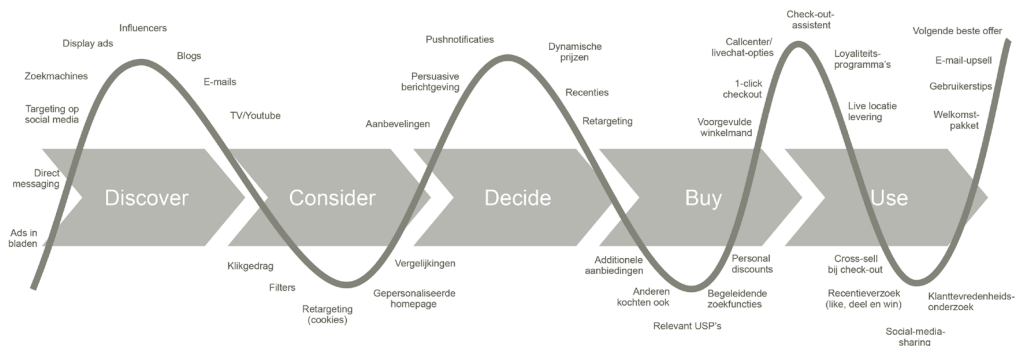 Influencers
Display ads
Blogs
Zoekmachines
E-mails
Targeting op
social media
TV/Youtube
Direct
messaging
Ads in
bladen
Discover
Klikgedrag
Filters
Retargeting
(cookies)
Gepersonaliseerde
homepage
Vergelijkingen
Consider
Aanbevelingen
Persuasive
berichtgeving
Pushnotificaties
Dynamische
prijzen
Recenties
Retargeting
Decide
Additionele
aanbiedingen
Anderen
kochten ook
Relevant USP's
Begeleidende
zoekfuncties
Personal
discounts
Buy
Voorgevulde
winkelmand
1-click
checkout
Callcenter/
livechat-opties
Check-out-
assistent
Loyaliteits-
programma's
Live locatie
levering
Use
Cross-sell
bij check-out
Recentieverzoek
(like, deel en win)
Social-media-
sharing
Klanttevredenheids-
onderzoek
Welkomst-
pakket
Gebruikerstips
E-mail-upsell
Volgende beste offer